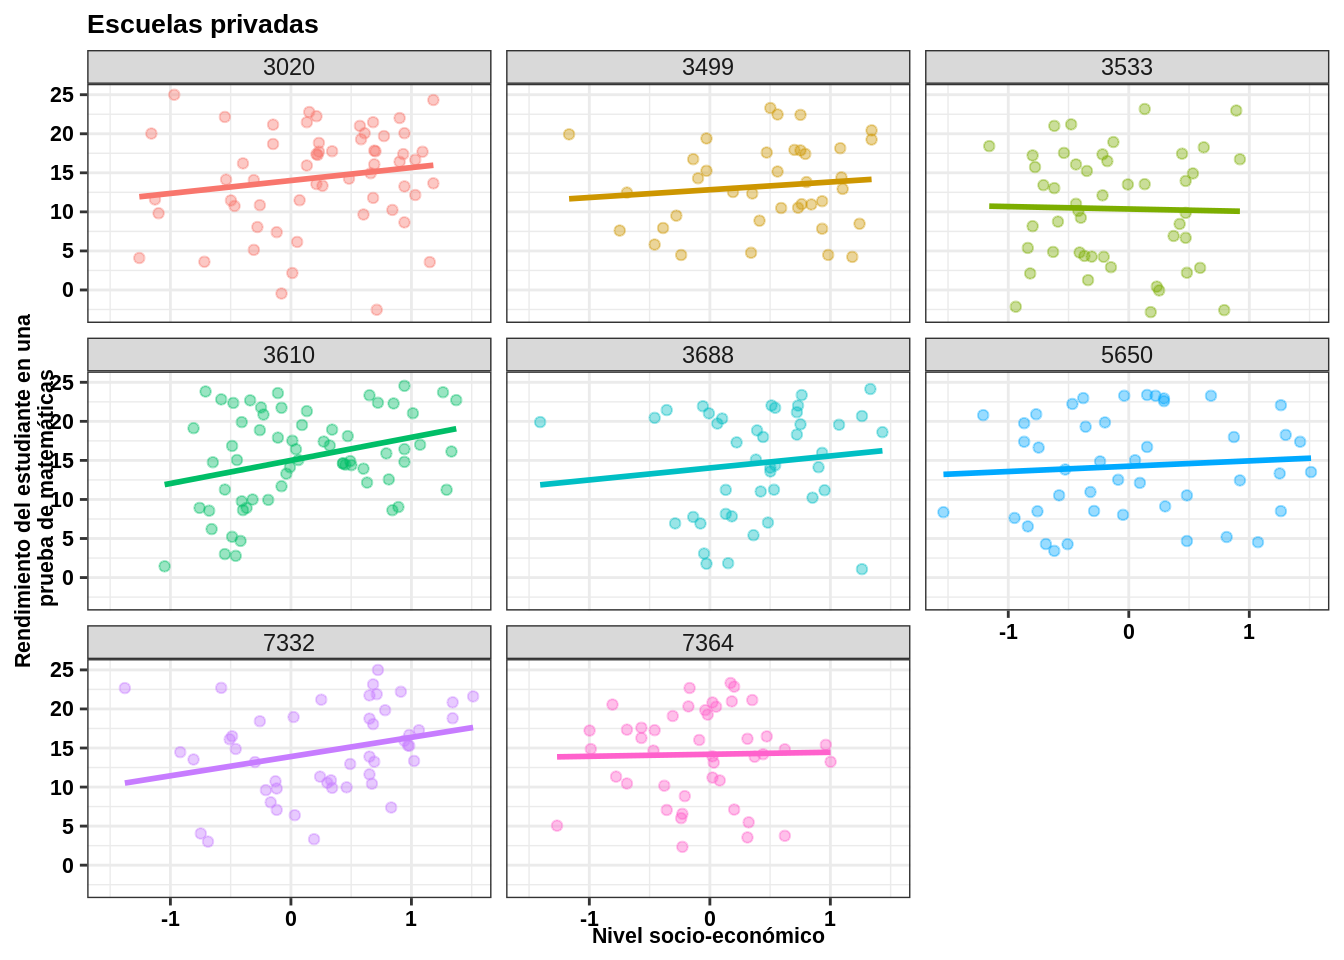 Escuelas privadas
3020 3499 3533
25
20
15
10
5
0
3610 3688 5650
25
20
15
10
5
0
-1 0 1
7332 7364
25
20
15
10
5
0
-1 0 1 -1 0 1
Nivel socio-económico
Rendimiento del estudiante en una
prueba de matemáticas